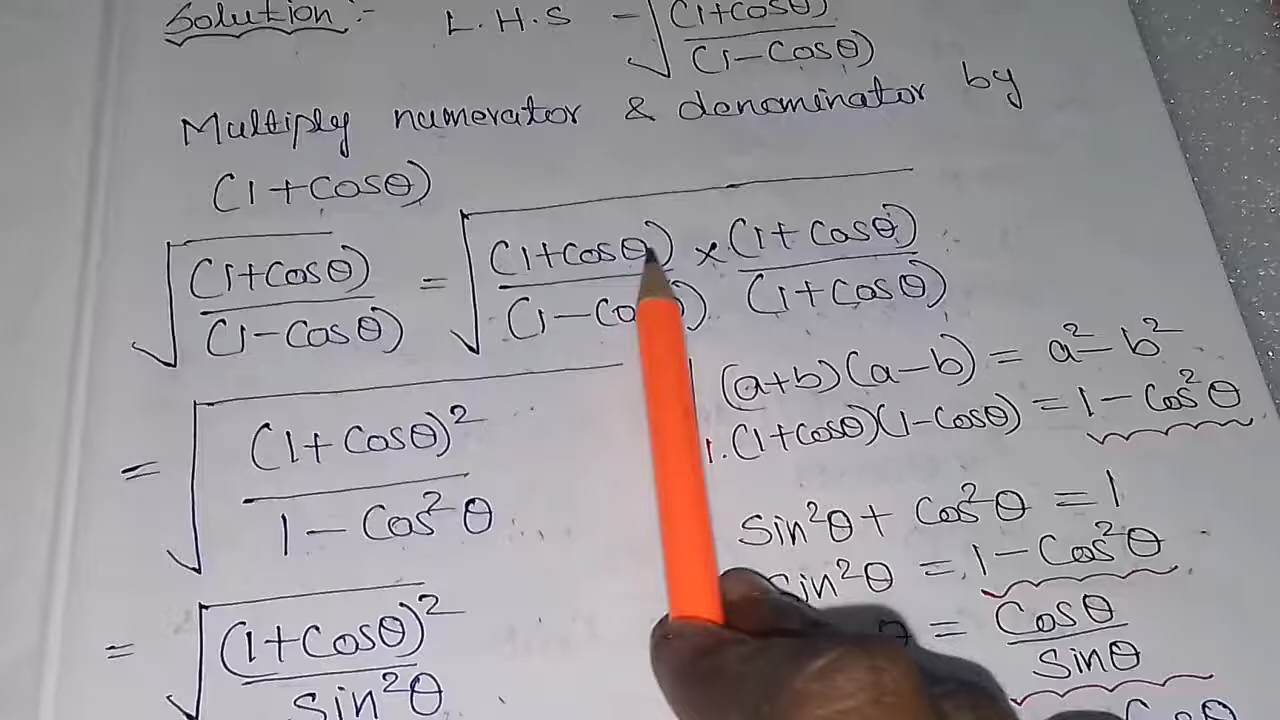 Solution :- L.H.S = √(1+Cosθ)/(1-Cosθ)
Multiply numerator & denominator by
(1+Cosθ)
√(1+Cosθ)/(1-Cosθ) = √(1+Cosθ)/(1-Cosθ) × (1+Cosθ)/(1+Cosθ)
= √(1+Cosθ)²/1-Cos²θ
= √(1+Cosθ)²/Sin²θ
(a+b)(a-b) = a²-b²
(1+Cosθ)(1-Cosθ) = 1-Cos²θ
Sin²θ + Cos²θ = 1
Sin²θ = 1-Cos²θ
= Cosθ/Sinθ